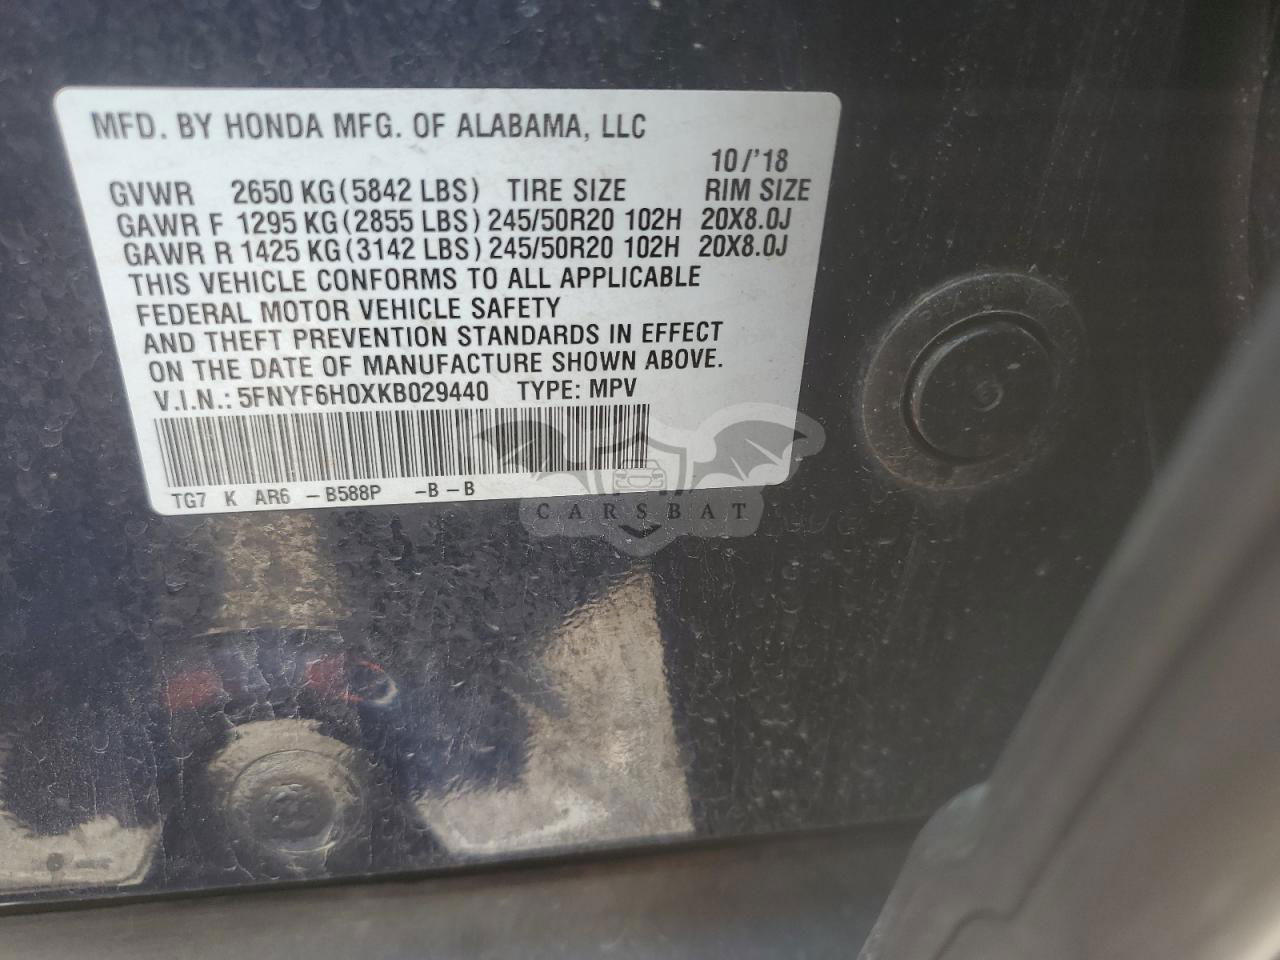 MFD. BY HONDA MFG. OF ALABAMA, LLC
10/'18
GVWR 2650 KG (5842 LBS) TIRE SIZE RIM SIZE
GAWR F 1295 KG (2855 LBS) 245/50R20 102H 20X8.0J
GAWR R 1425 KG (3142 LBS) 245/50R20 102H 20X8.0J
THIS VEHICLE CONFORMS TO ALL APPLICABLE
FEDERAL MOTOR VEHICLE SAFETY
AND THEFT PREVENTION STANDARDS IN EFFECT
ON THE DATE OF MANUFACTURE SHOWN ABOVE.
V.I.N.: 5FNYF6H0XKB029440 TYPE: MPV
TG7 K AR6 -B588P -B-B
CARSBAT